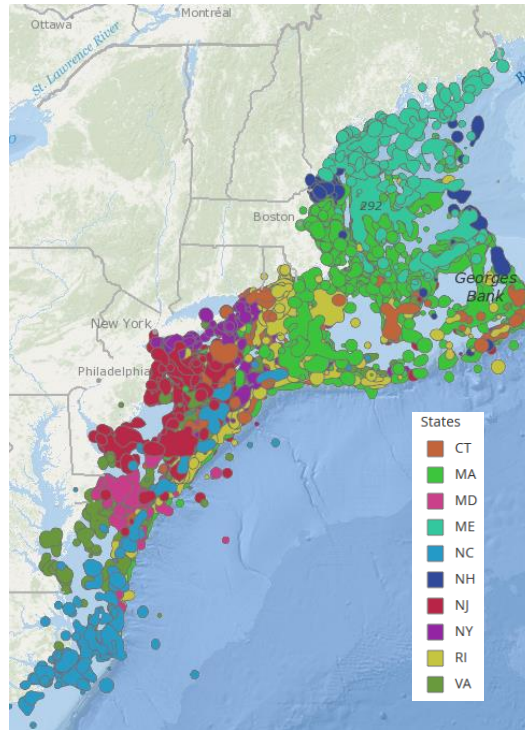 Ottawa
Montréal
St. Lawrence River
292
Boston
Georges
Bank
New York
Philadelphia
States
CT
MA
MD
ME
NC
NH
NJ
NY
RI
VA